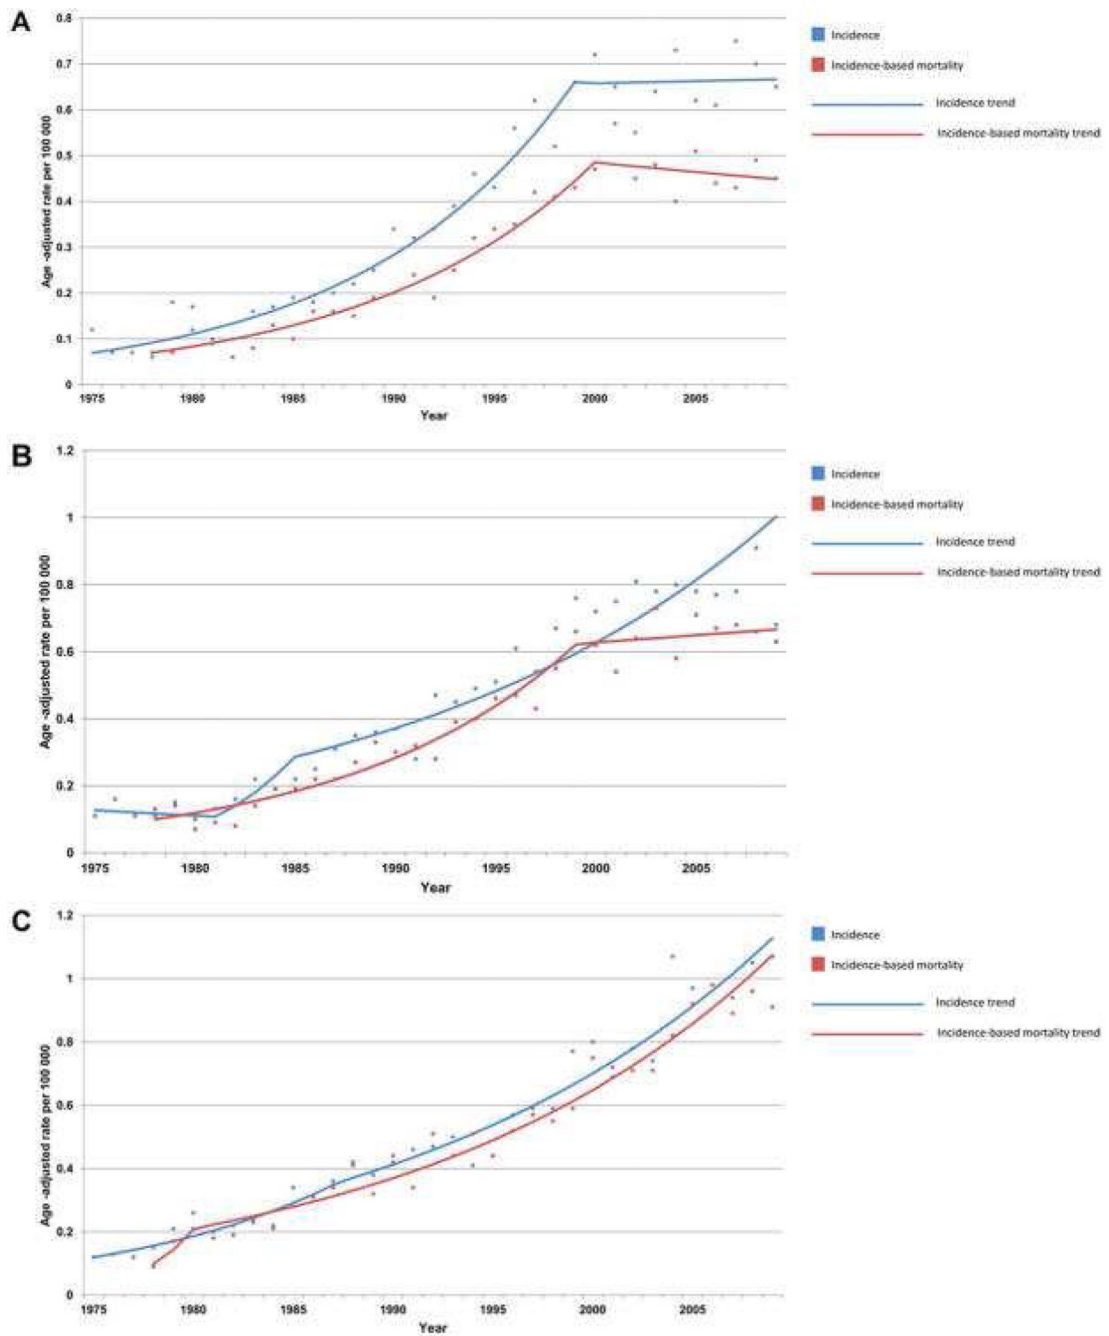 A
0.8
0.7
0.6
0.5
0.4
0.3
0.2
0.1
0
Age -adjusted rate per 100 000
1975 1980 1985 1990 1995 2000 2005
Year
Incidence
Incidence-based mortality
Incidence trend
Incidence-based mortality trend
B
1.2
1
0.8
0.6
0.4
0.2
0
Age -adjusted rate per 100 000
1975 1980 1985 1990 1995 2000 2005
Year
Incidence
Incidence-based mortality
Incidence trend
Incidence-based mortality trend
C
1.2
1
0.8
0.6
0.4
0.2
0
Age -adjusted rate per 100 000
1975 1980 1985 1990 1995 2000 2005
Year
Incidence
Incidence-based mortality
Incidence trend
Incidence-based mortality trend